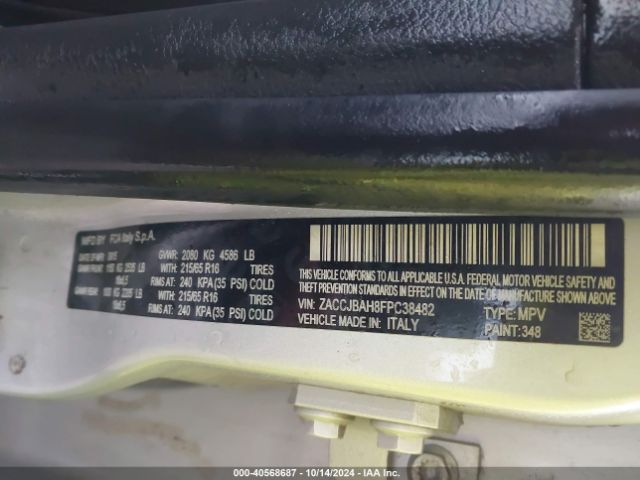 MFD BY FCA Italy S.p.A.
DATE OF MFR
GVWR: 2080 KG 4586 LB
WITH: 215/65 R16 TIRES
RIMS AT: 240 KPA(35 PSI) COLD
WITH: 215/65 R16 TIRES
RIMS AT: 240 KPA(35 PSI) COLD
THIS VEHICLE CONFORMS TO ALL APPLICABLE U.S.A. FEDERAL MOTOR VEHICLE SAFETY AND
THEFT PREVENTION STANDARDS IN EFFECT ON THE DATE OF MANUFACTURE SHOWN ABOVE.
VIN: ZACCJBAH8FPC38482 TYPE: MPV
VEHICLE MADE IN: ITALY PAINT: 348
000-40568687 - 10/14/2024 - IAA Inc.